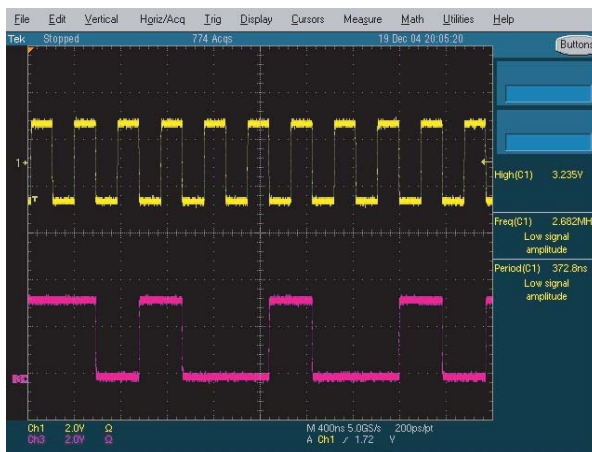 File Edit Vertical Horiz/Acq Trig Display Cursors Measure Math Utilities Help
Tek Stopped 774 Acqs 19 Dec 04 20:05:20
Buttons
1
T
High(C1) 3.235V
Freq(C1) 2.682MH
Low signal
amplitude
Period(C1) 372.8ns
Low signal
amplitude
Ch1 2.0V Ω M 400ns 5.0GS/s 200ps/pt
Ch3 2.0V Ω A Ch1 / 1.72 V